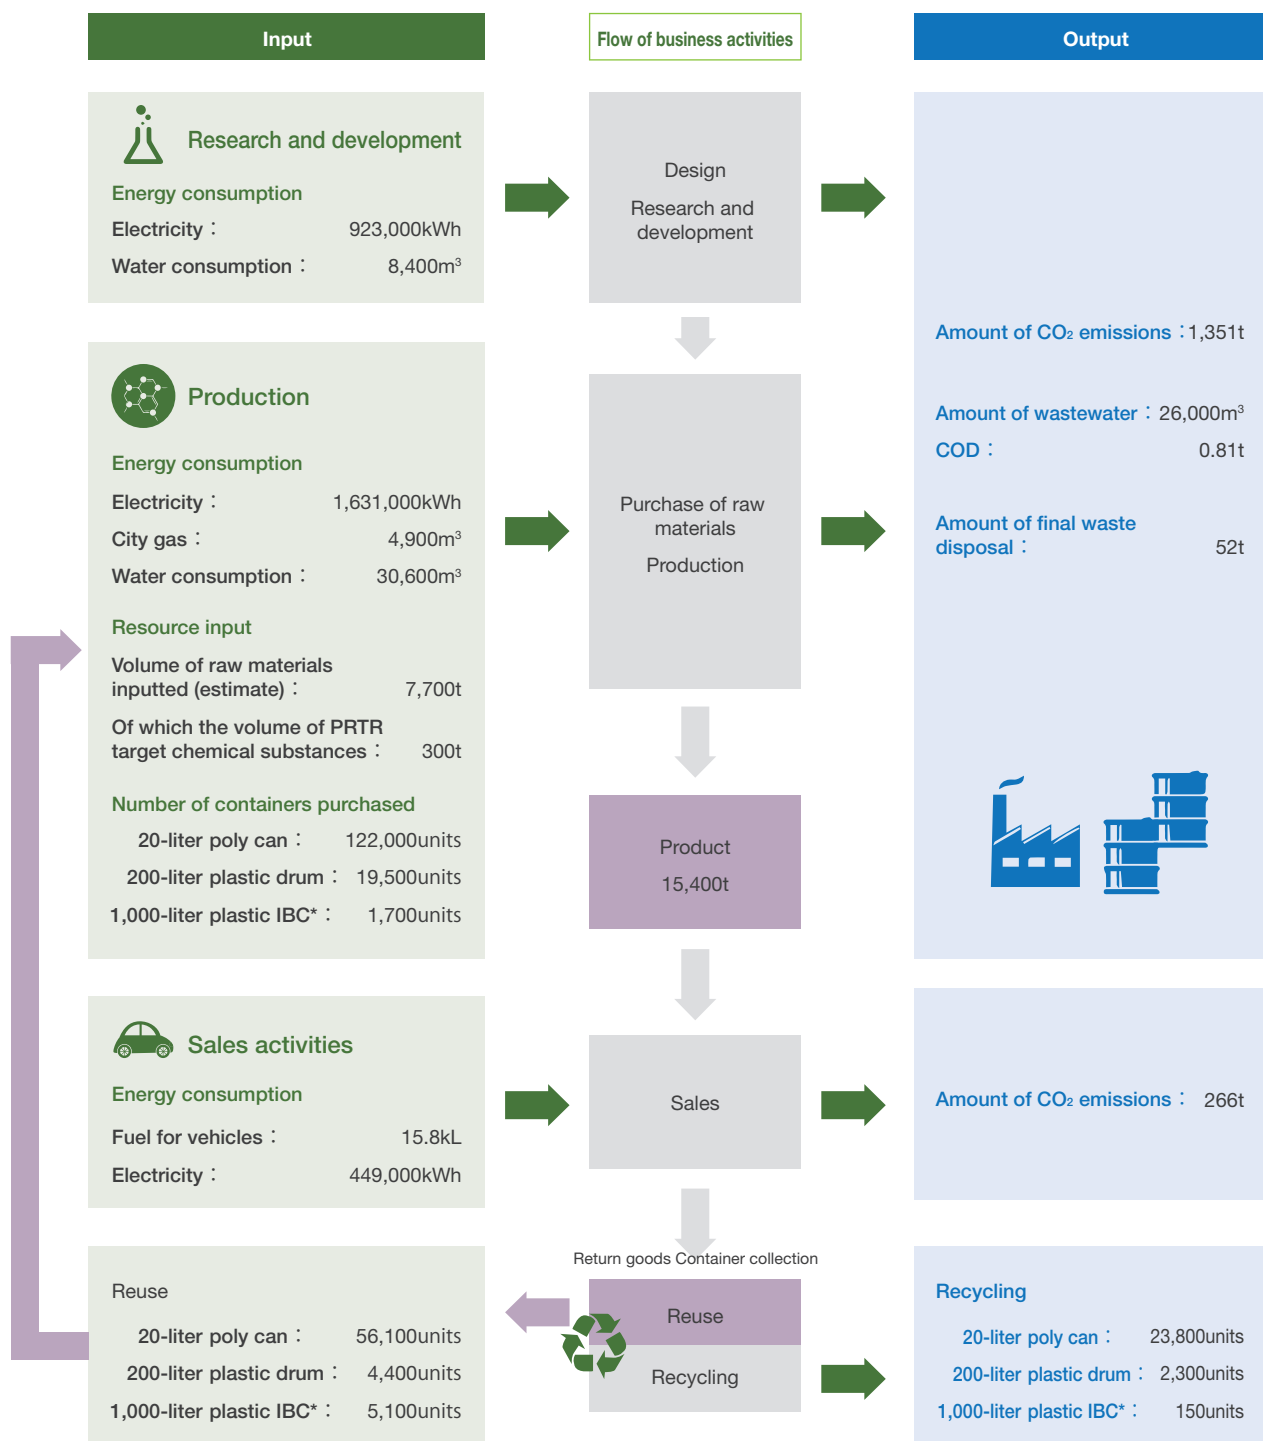 Input
Flow of business activities
Output
Research and development
Energy consumption
Electricity： 923,000kWh
Water consumption： 8,400m³
Design
Research and
development
Production
Energy consumption
Electricity： 1,631,000kWh
City gas： 4,900m³
Water consumption： 30,600m³
Resource input
Volume of raw materials
inputted (estimate)： 7,700t
Of which the volume of PRTR
target chemical substances： 300t
Number of containers purchased
20-liter poly can： 122,000units
200-liter plastic drum： 19,500units
1,000-liter plastic IBC*： 1,700units
Purchase of raw
materials
Production
Amount of CO₂ emissions：1,351t
Amount of wastewater：26,000m³
COD： 0.81t
Amount of final waste
disposal： 52t
Product
15,400t
Sales activities
Energy consumption
Fuel for vehicles： 15.8kL
Electricity： 449,000kWh
Sales
Amount of CO₂ emissions： 266t
Return goods Container collection
Reuse
20-liter poly can： 56,100units
200-liter plastic drum： 4,400units
1,000-liter plastic IBC*： 5,100units
Reuse
Recycling
Recycling
20-liter poly can： 23,800units
200-liter plastic drum： 2,300units
1,000-liter plastic IBC*： 150units